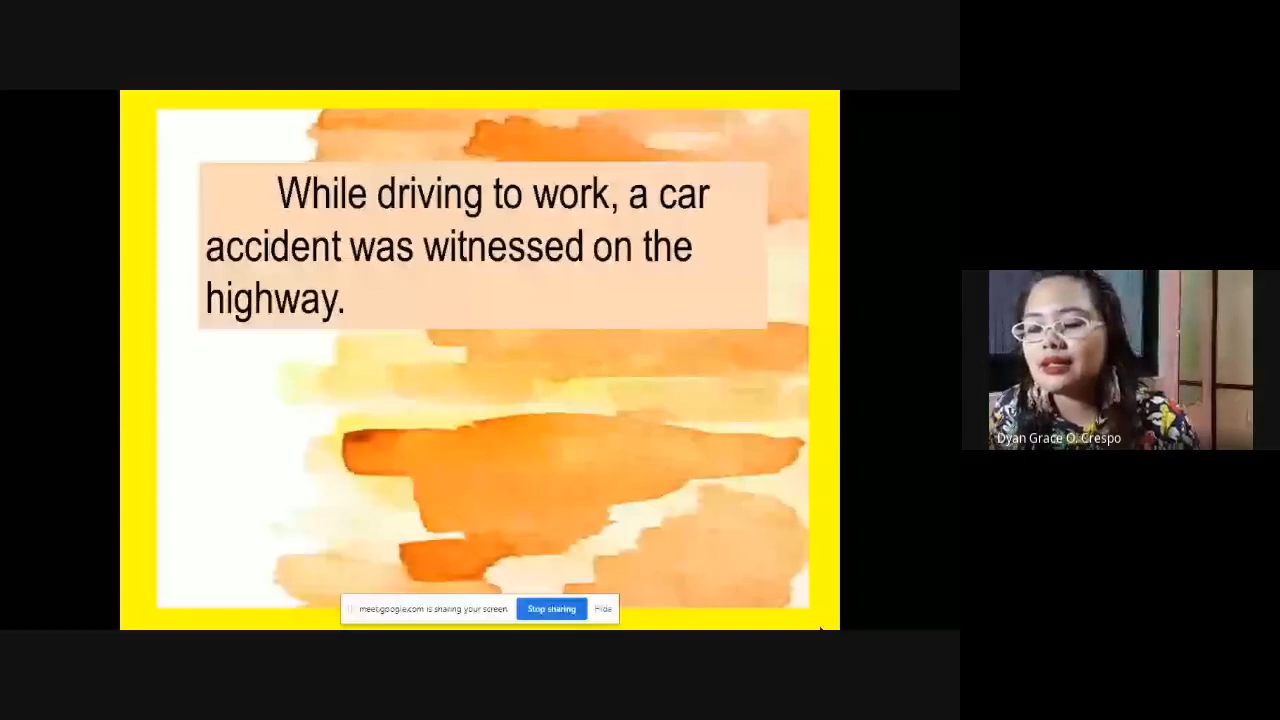 While driving to work, a car
accident was witnessed on the
highway.
Dyan Grace O. Crespo
meet.google.com is sharing your screen.
Stop sharing
Hide